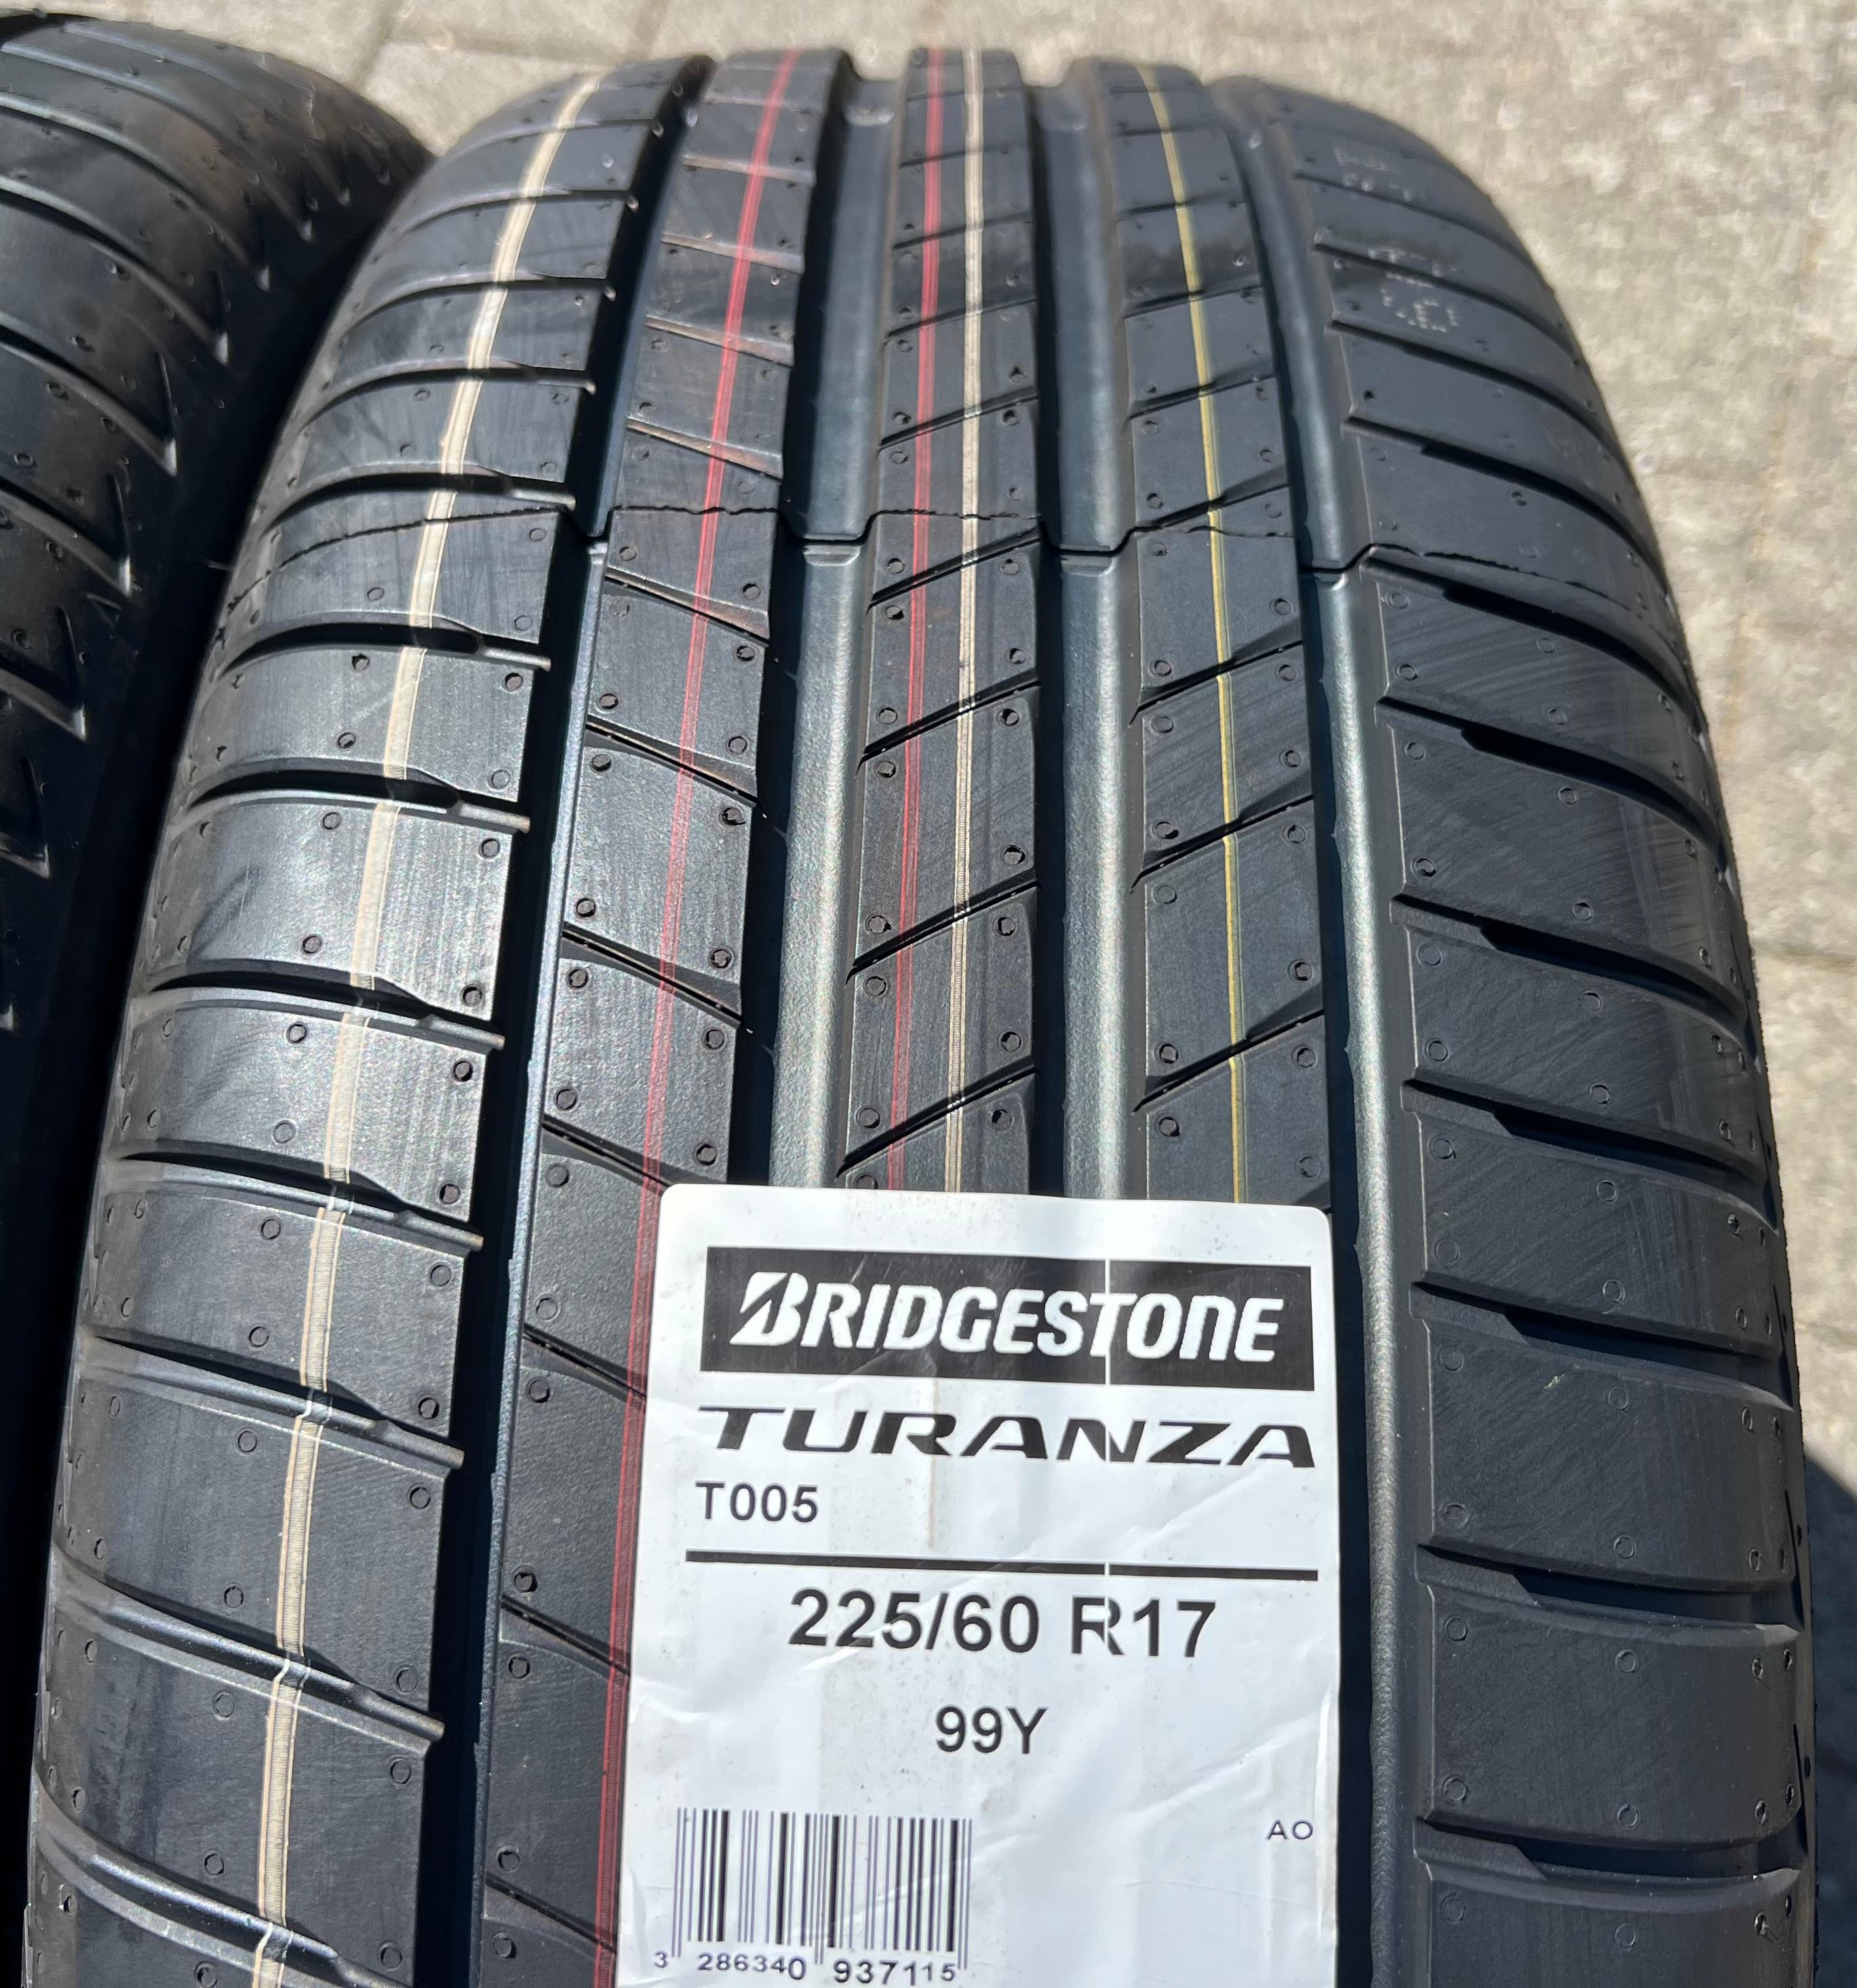 BRIDGESTONE
TURANZA
T005
225/60 R17
99Y
AO
3 286340 937115